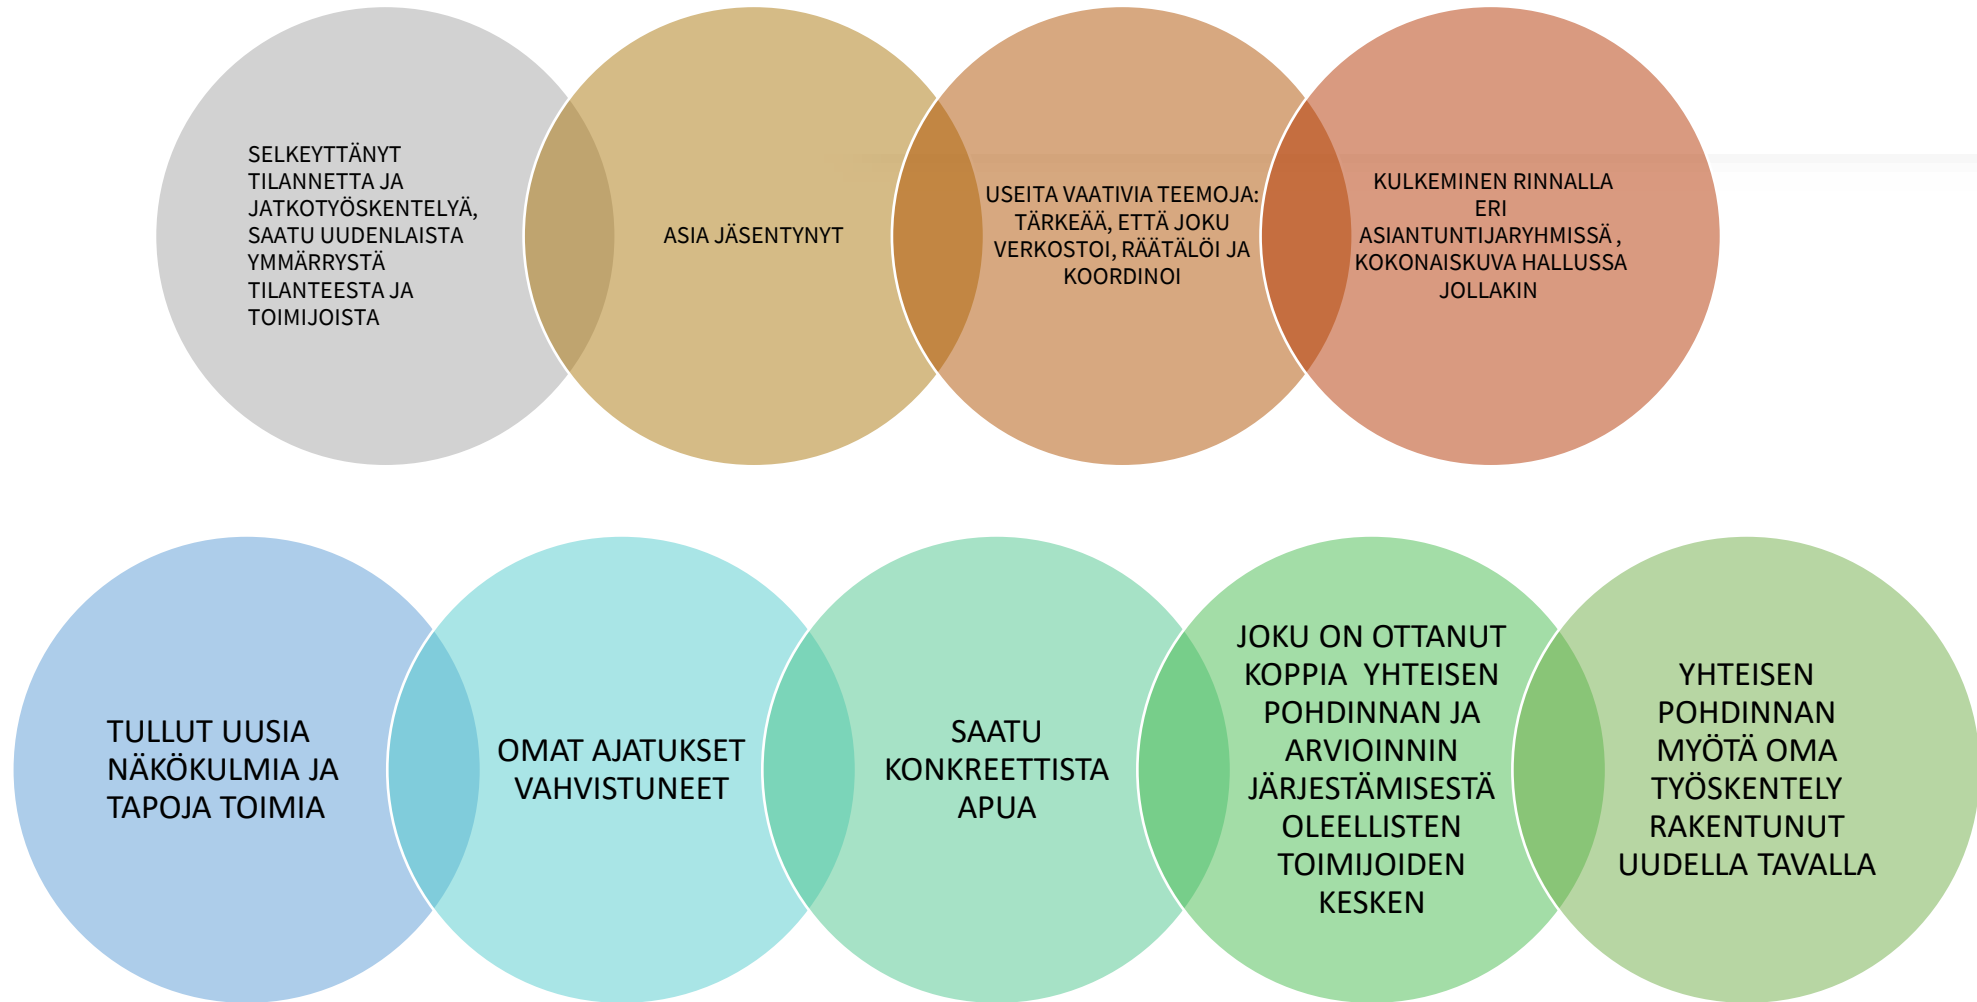 SELKEYTTÄNYT
TILANNETTA JA
JATKOTYÖSKENTELYÄ,
SAATU UUDENLAISTA
YMMÄRRYSTÄ
TILANTEESTA JA
TOIMIJOISTA
ASIA JÄSENTYNYT
USEITA VAATIVIA TEEMOJA:
TÄRKEÄÄ, ETTÄ JOKU
VERKOSTOI, RÄÄTÄLÖI JA
KOORDINOI
KULKEMINEN RINNALLA
ERI
ASIANTUNTIJARYHMISSÄ ,
KOKONAISKUVA HALLUSSA
JOLLAKIN
TULLUT UUSIA
NÄKÖKULMIA JA
TAPOJA TOIMIA
OMAT AJATUKSET
VAHVISTUNEET
SAATU
KONKREETTISTA
APUA
JOKU ON OTTANUT
KOPPIA  YHTEISEN
POHDINNAN JA
ARVIOINNIN
JÄRJESTÄMISESTÄ
OLEELLISTEN
TOIMIJOIDEN
KESKEN
YHTEISEN
POHDINNAN
MYÖTÄ OMA
TYÖSKENTELY
RAKENTUNUT
UUDELLA TAVALLA